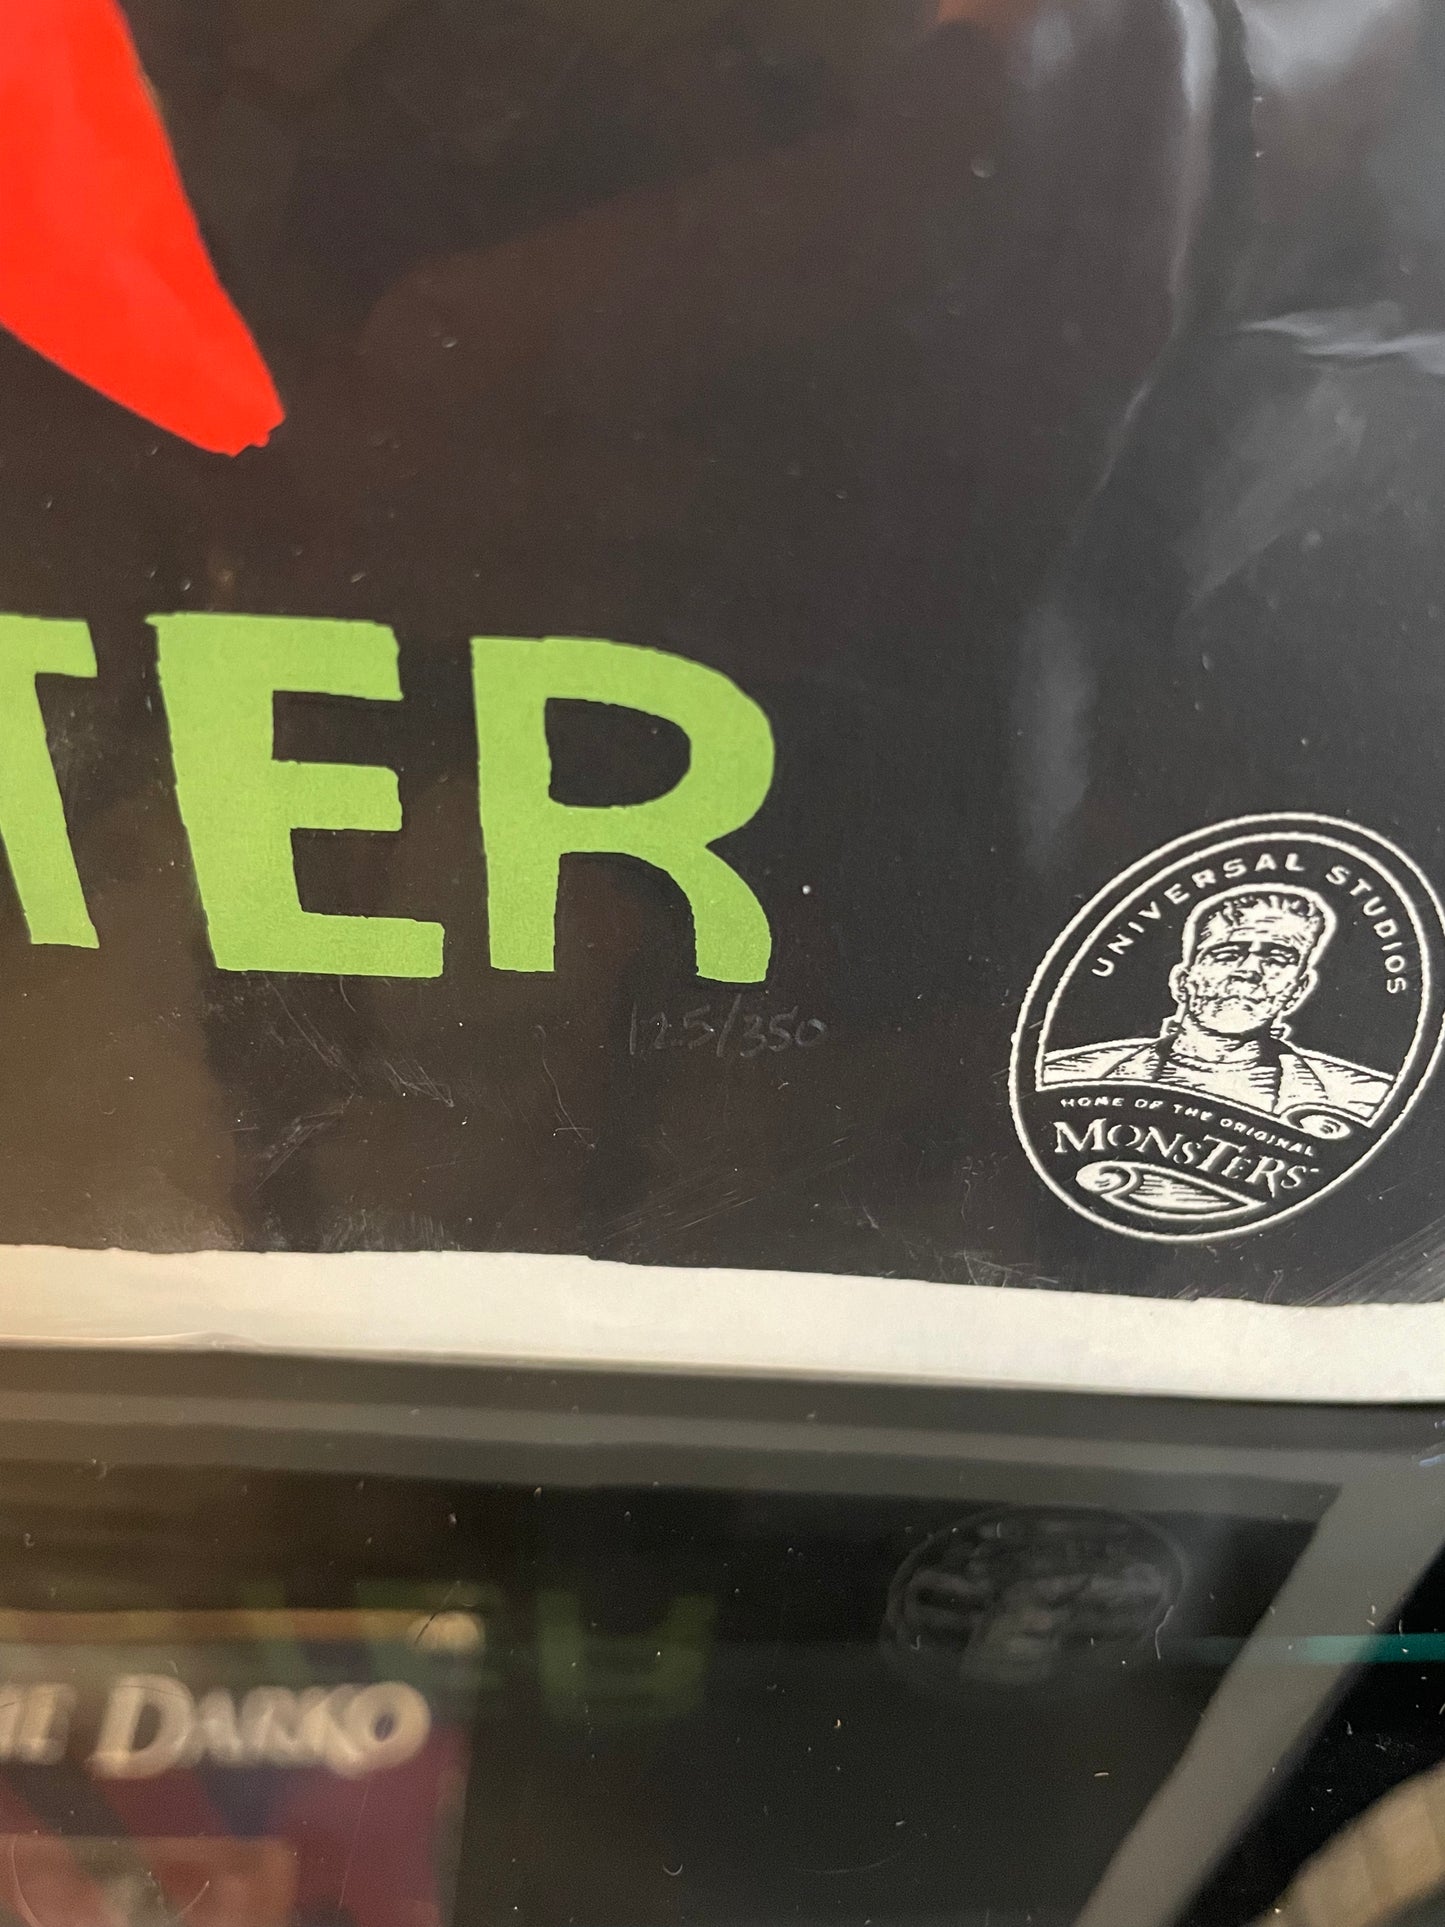 TER
125/350
UNIVERSAL STUDIOS
HOME OF THE ORIGINAL
MONSTERS
DARKO